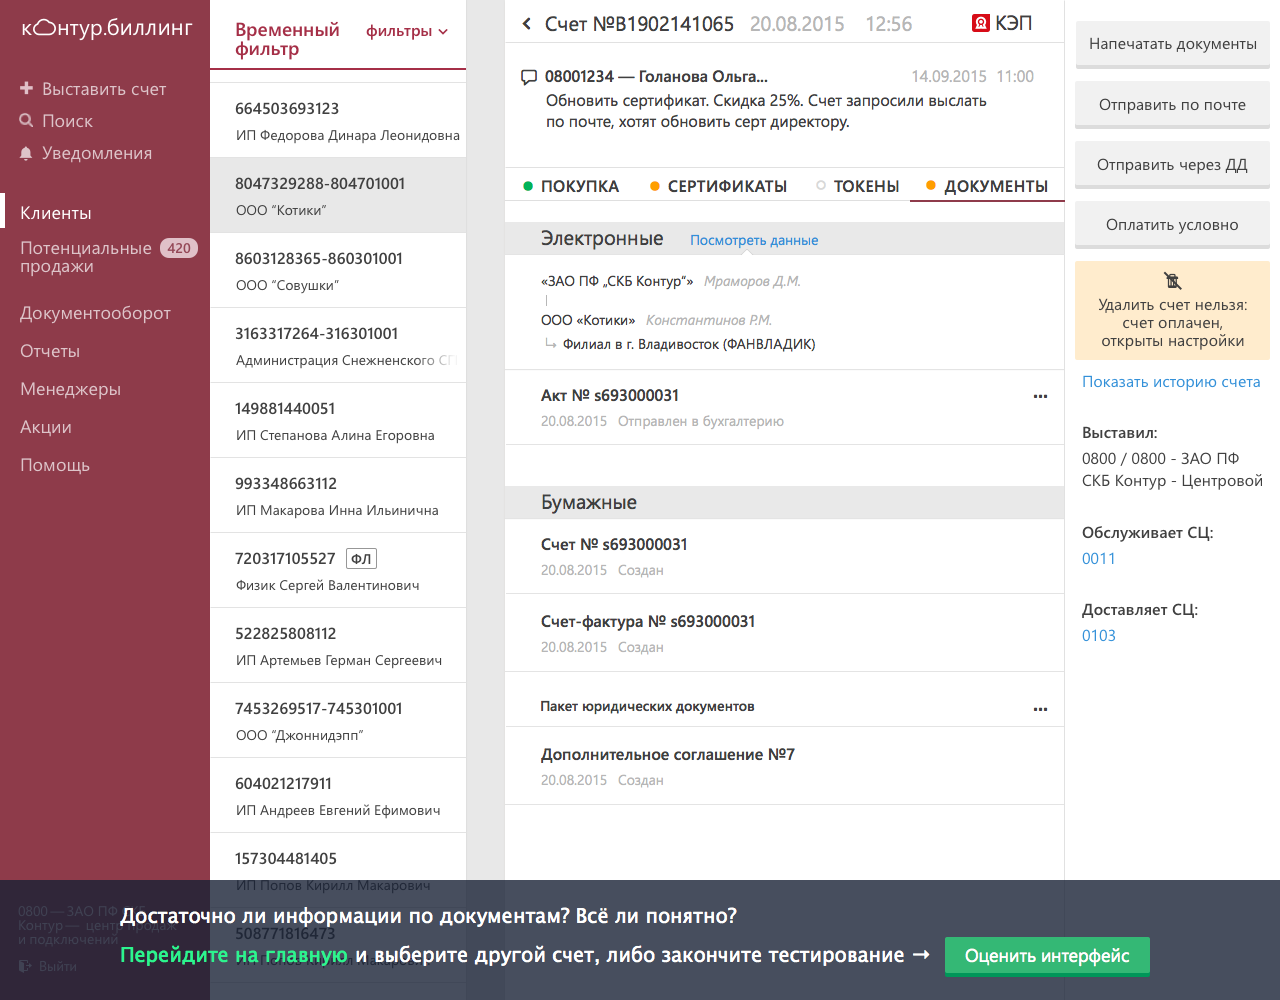 контур.биллинг
Выставить счет
Поиск
Уведомления
Клиенты
Потенциальные
продажи
420
Документооборот
Отчеты
Менеджеры
Акции
Помощь
0800 — ЗАО ПФ СКБ
Контур — центр продаж
и подключений
Выйти
Временный
фильтр
фильтры
664503693123
ИП Федорова Динара Леонидовна
8047329288-804701001
ООО “Котики”
8603128365-860301001
ООО “Совушки”
3163317264-316301001
Администрация Снежненского СГ
149881440051
ИП Степанова Алина Егоровна
993348663112
ИП Макарова Инна Ильинична
720317105527 ФЛ
Физик Сергей Валентинович
522825808112
ИП Артемьев Герман Сергеевич
7453269517-745301001
ООО “Джоннидэпп”
604021217911
ИП Андреев Евгений Ефимович
157304481405
ИП Попов Кирилл Макарович
508771816473
Счет №В1902141065 20.08.2015 12:56 КЭП
08001234 — Голанова Ольга... 14.09.2015 11:00
Обновить сертификат. Скидка 25%. Счет запросили выслать
по почте, хотят обновить серт директору.
ПОКУПКА СЕРТИФИКАТЫ ТОКЕНЫ ДОКУМЕНТЫ
Электронные Посмотреть данные
«ЗАО ПФ „СКБ Контур“» Мраморов Д.М.
ООО «Котики» Константинов Р.М.
Филиал в г. Владивосток (ФАНВЛАДИК)
Акт № s693000031 ...
20.08.2015 Отправлен в бухгалтерию
Бумажные
Счет № s693000031
20.08.2015 Создан
Счет-фактура № s693000031
20.08.2015 Создан
Пакет юридических документов ...
Дополнительное соглашение №7
20.08.2015 Создан
Напечатать документы
Отправить по почте
Отправить через ДД
Оплатить условно
Удалить счет нельзя:
счет оплачен,
открыты настройки
Показать историю счета
Выставил:
0800 / 0800 - ЗАО ПФ
СКБ Контур - Центровой
Обслуживает СЦ:
0011
Доставляет СЦ:
0103
Достаточно ли информации по документам? Всё ли понятно?
Перейдите на главную и выберите другой счет, либо закончите тестирование →
Оценить интерфейс